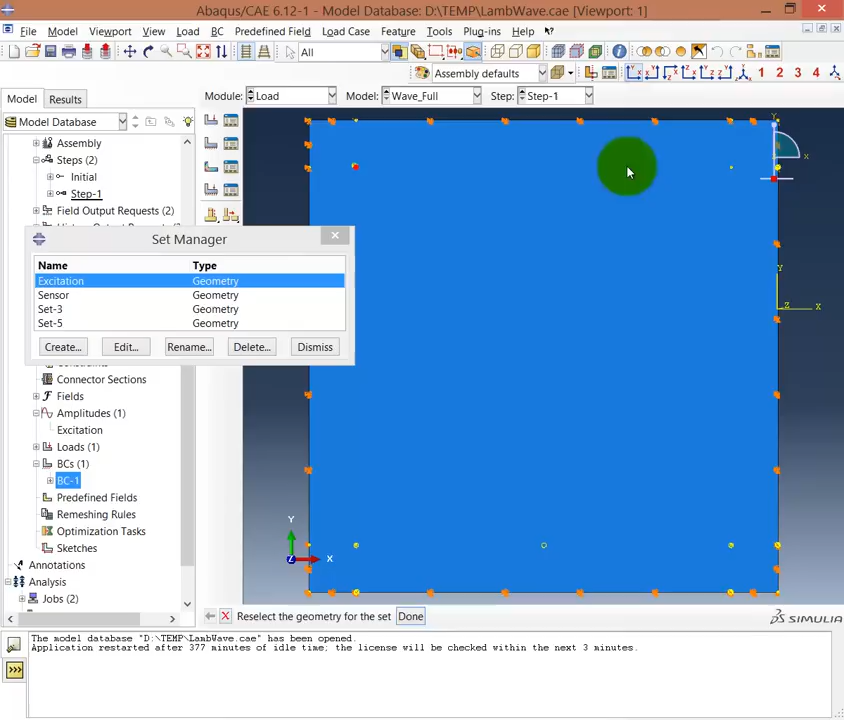 Abaqus/CAE 6.12-1 - Model Database: D:\TEMP\LambWave.cae [Viewport: 1]
File Model Viewport View Load BC Predefined Field Load Case Feature Tools Plug-ins Help
All
Assembly defaults 1 2 3 4
Model Results Module: Load Model: Wave_Full Step: Step-1
Model Database
Assembly
Steps (2)
Initial
Step-1
Field Output Requests (2)
Set Manager
Name Type
Excitation Geometry
Sensor Geometry
Set-3 Geometry
Set-5 Geometry
Create... Edit... Rename... Delete... Dismiss
Connector Sections
Fields
Amplitudes (1)
Excitation
Loads (1)
BCs (1)
BC-1
Predefined Fields
Remeshing Rules
Optimization Tasks
Sketches
Annotations
Analysis
Jobs (2)
Y
x
Y
Z X
Y
Z X
Reselect the geometry for the set Done
SIMULIA
The model database "D:\TEMP\LambWave.cae" has been opened.
Application restarted after 377 minutes of idle time; the license will be checked within the next 3 minutes.